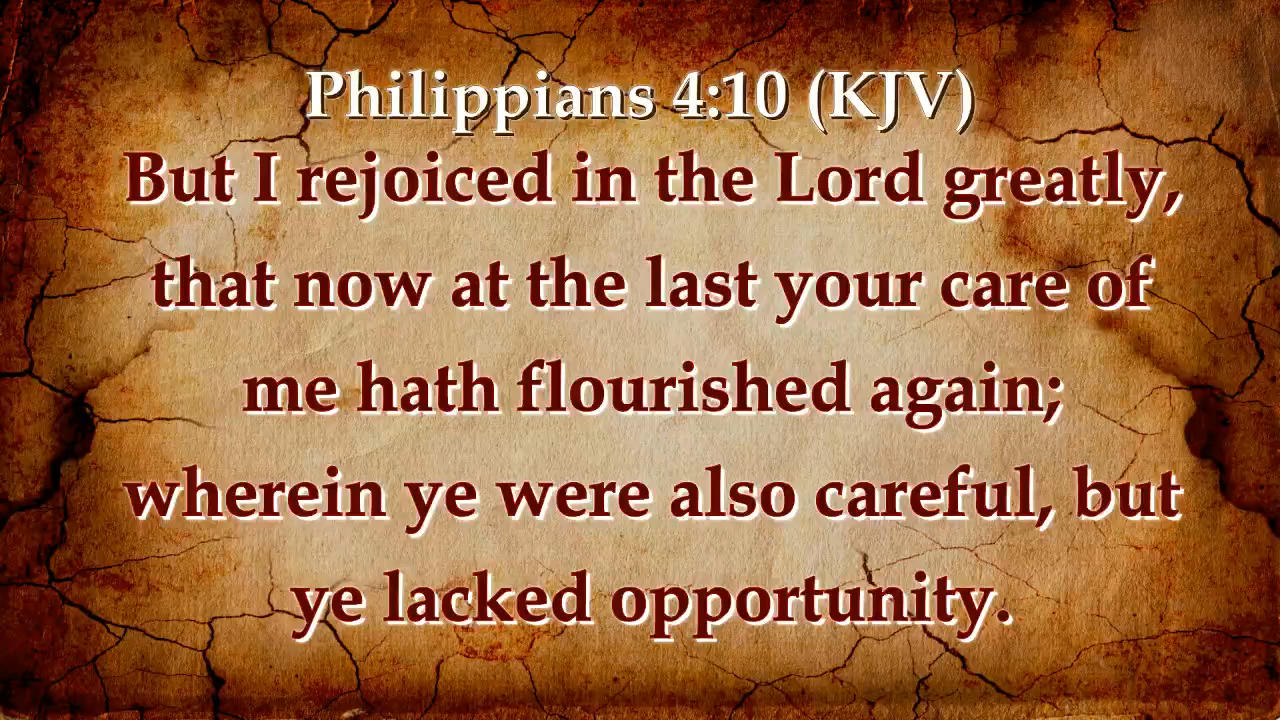 Philippians 4:10 (KJV)
But I rejoiced in the Lord greatly,
that now at the last your care of
me hath flourished again;
wherein ye were also careful, but
ye lacked opportunity.